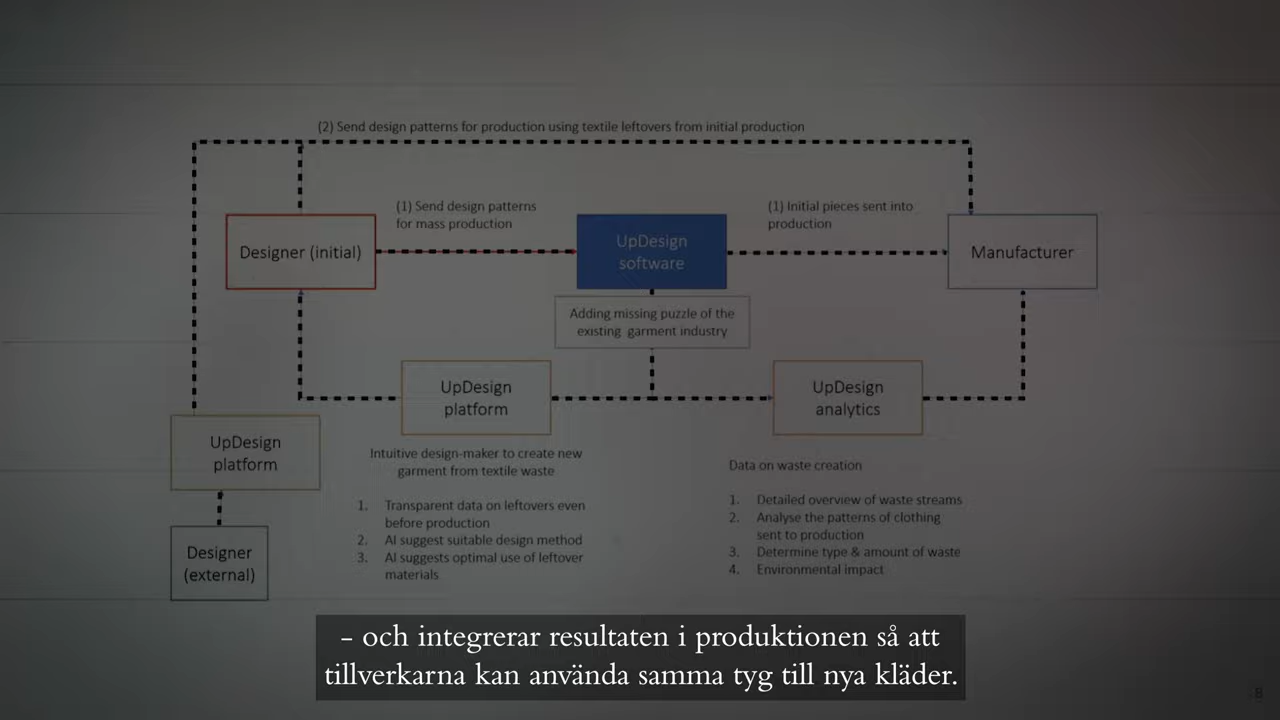 (2) Send design patterns for production using textile leftovers from initial production
(1) Send design patterns
for mass production
(1) Initial pieces sent into
production
Designer (initial)
UpDesign
software
Manufacturer
Adding missing puzzle of the
existing garment industry
UpDesign
platform
UpDesign
analytics
UpDesign
platform
Designer
(external)
Intuitive design-maker to create new
garment from textile waste
1. Transparent data on leftovers even
before production
2. AI suggest suitable design method
3. AI suggests optimal use of leftover
materials
Data on waste creation
1. Detailed overview of waste streams
2. Analyse the patterns of clothing
sent to production
3. Determine type & amount of waste
4. Environmental impact
– och integrerar resultaten i produktionen så att
tillverkarna kan använda samma tyg till nya kläder.